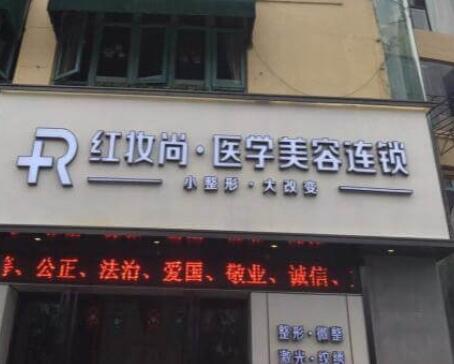 红妆尚·医学美容连锁
小整形·大改变
等、公正、法治、爱国、敬业、诚信、
整形·微整
激光·纹绣